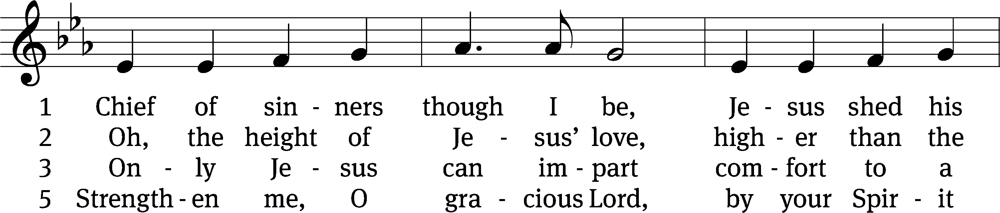 1 Chief of sin - ners though I be, Je - sus shed his
2 Oh, the height of Je - sus’ love, high - er than the
3 On - ly Je - sus can im - part com - fort to a
5 Strength - en me, O gra - cious Lord, by your Spir - it